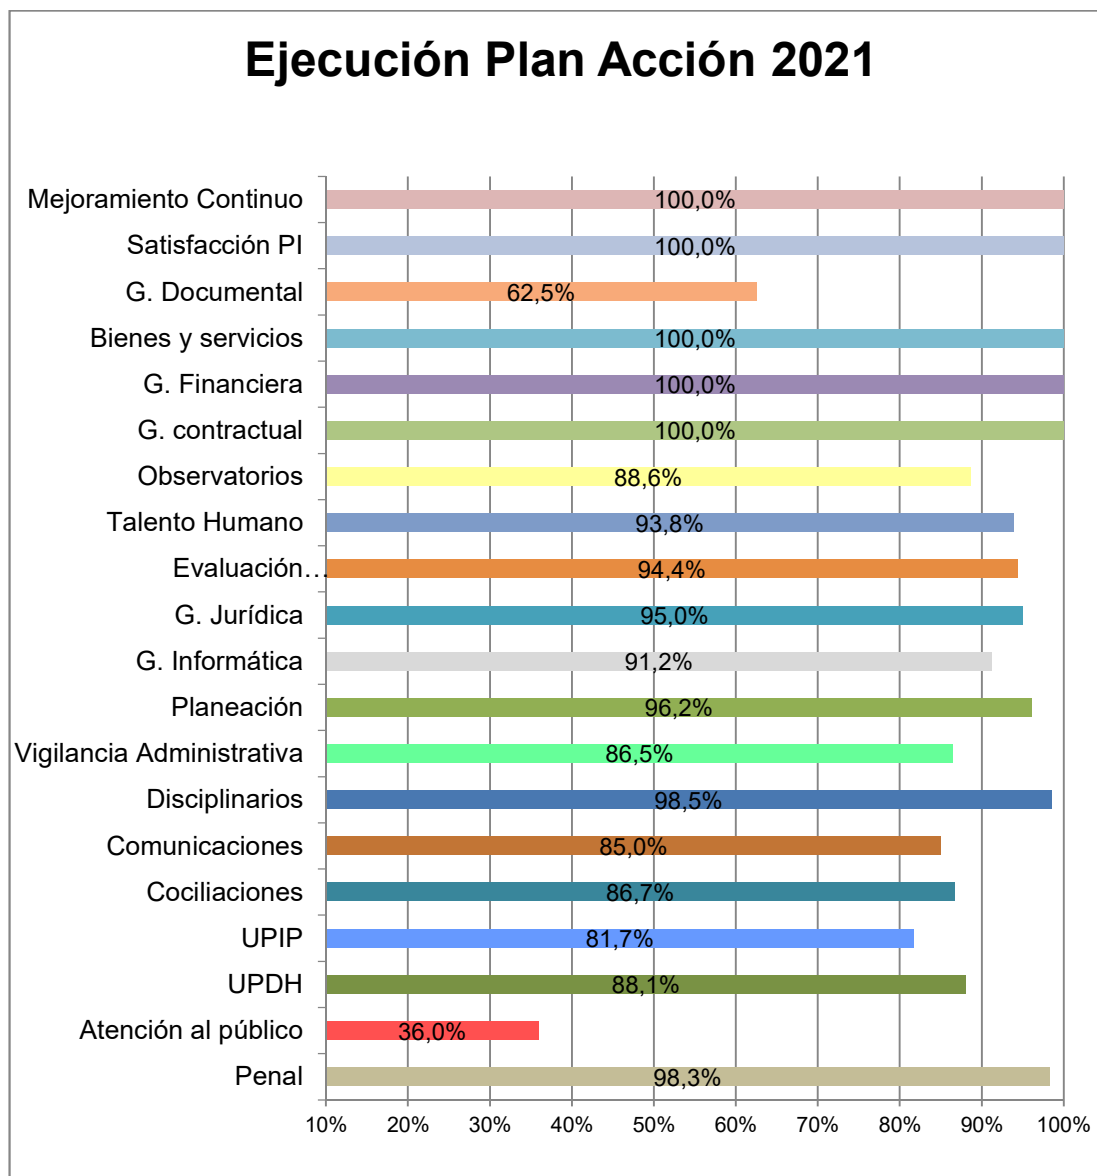 Ejecución Plan Acción 2021
Mejoramiento Continuo 100,0%
Satisfacción PI 100,0%
G. Documental 62,5%
Bienes y servicios 100,0%
G. Financiera 100,0%
G. contractual 100,0%
Observatorios 88,6%
Talento Humano 93,8%
Evaluación… 94,4%
G. Jurídica 95,0%
G. Informática 91,2%
Planeación 96,2%
Vigilancia Administrativa 86,5%
Disciplinarios 98,5%
Comunicaciones 85,0%
Cociliaciones 86,7%
UPIP 81,7%
UPDH 88,1%
Atención al público 36,0%
Penal 98,3%
10% 20% 30% 40% 50% 60% 70% 80% 90% 100%